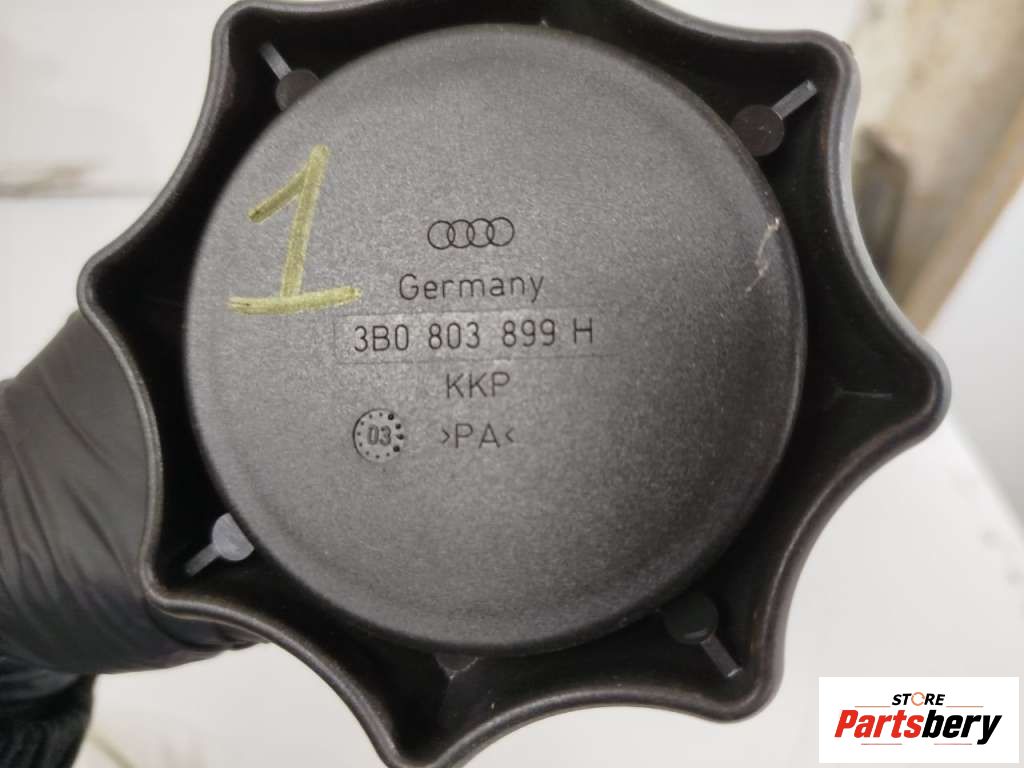 1
Germany
3B0 803 899 H
KKP
03
>PA<
STORE
Partsbery